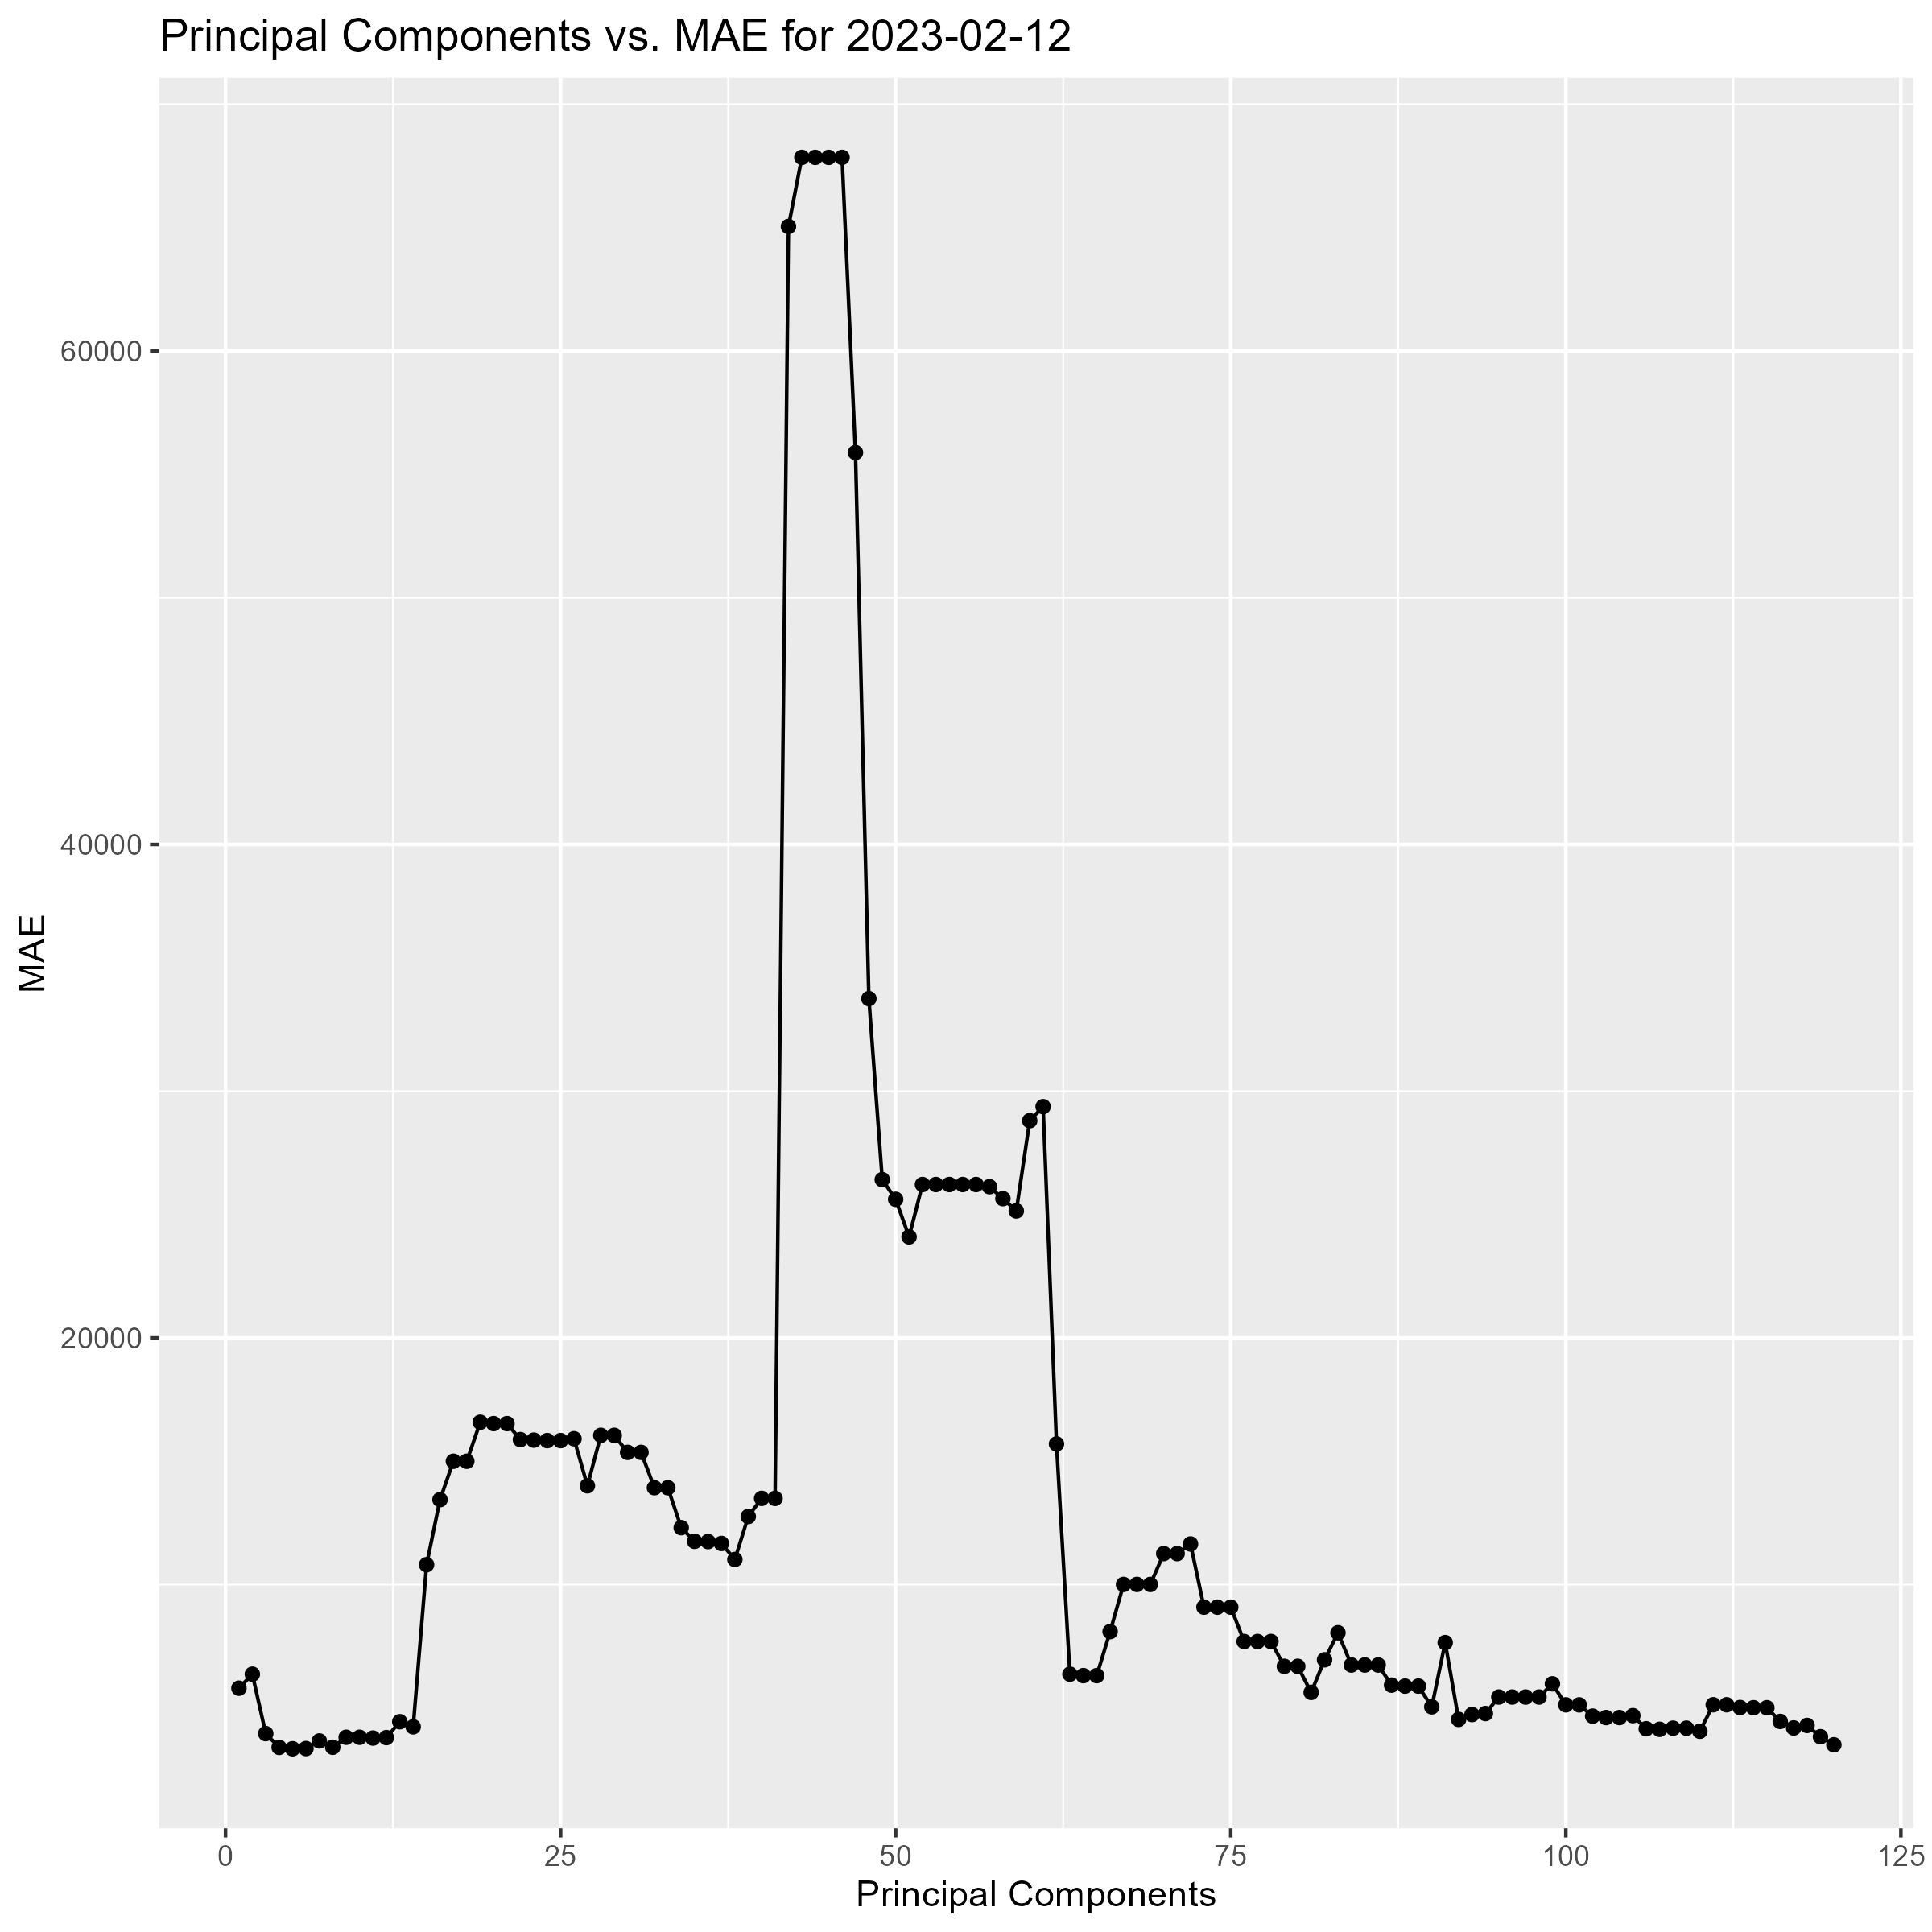 Principal Components vs. MAE for 2023-02-12
60000
40000
20000
MAE
0 25 50 75 100 125
Principal Components